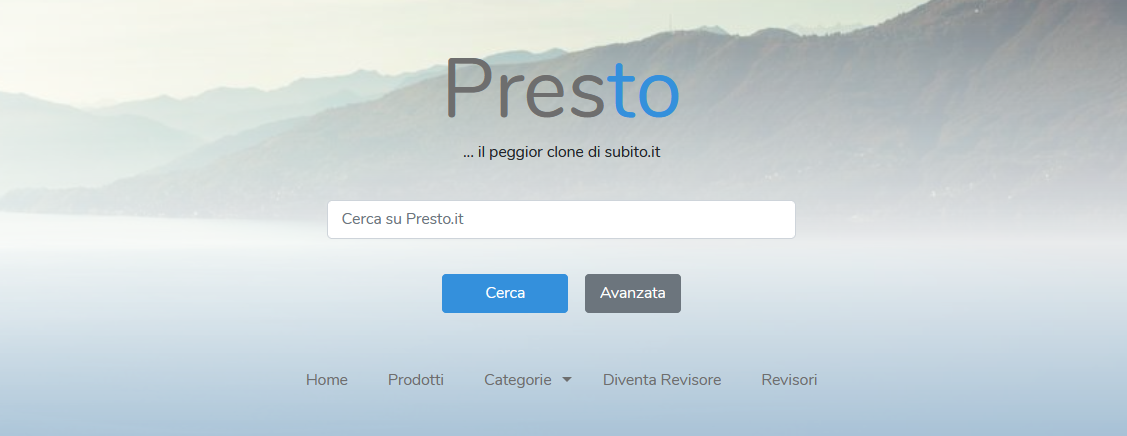 Presto
... il peggior clone di subito.it
Cerca su Presto.it
Cerca Avanzata
Home Prodotti Categorie Diventa Revisore Revisori